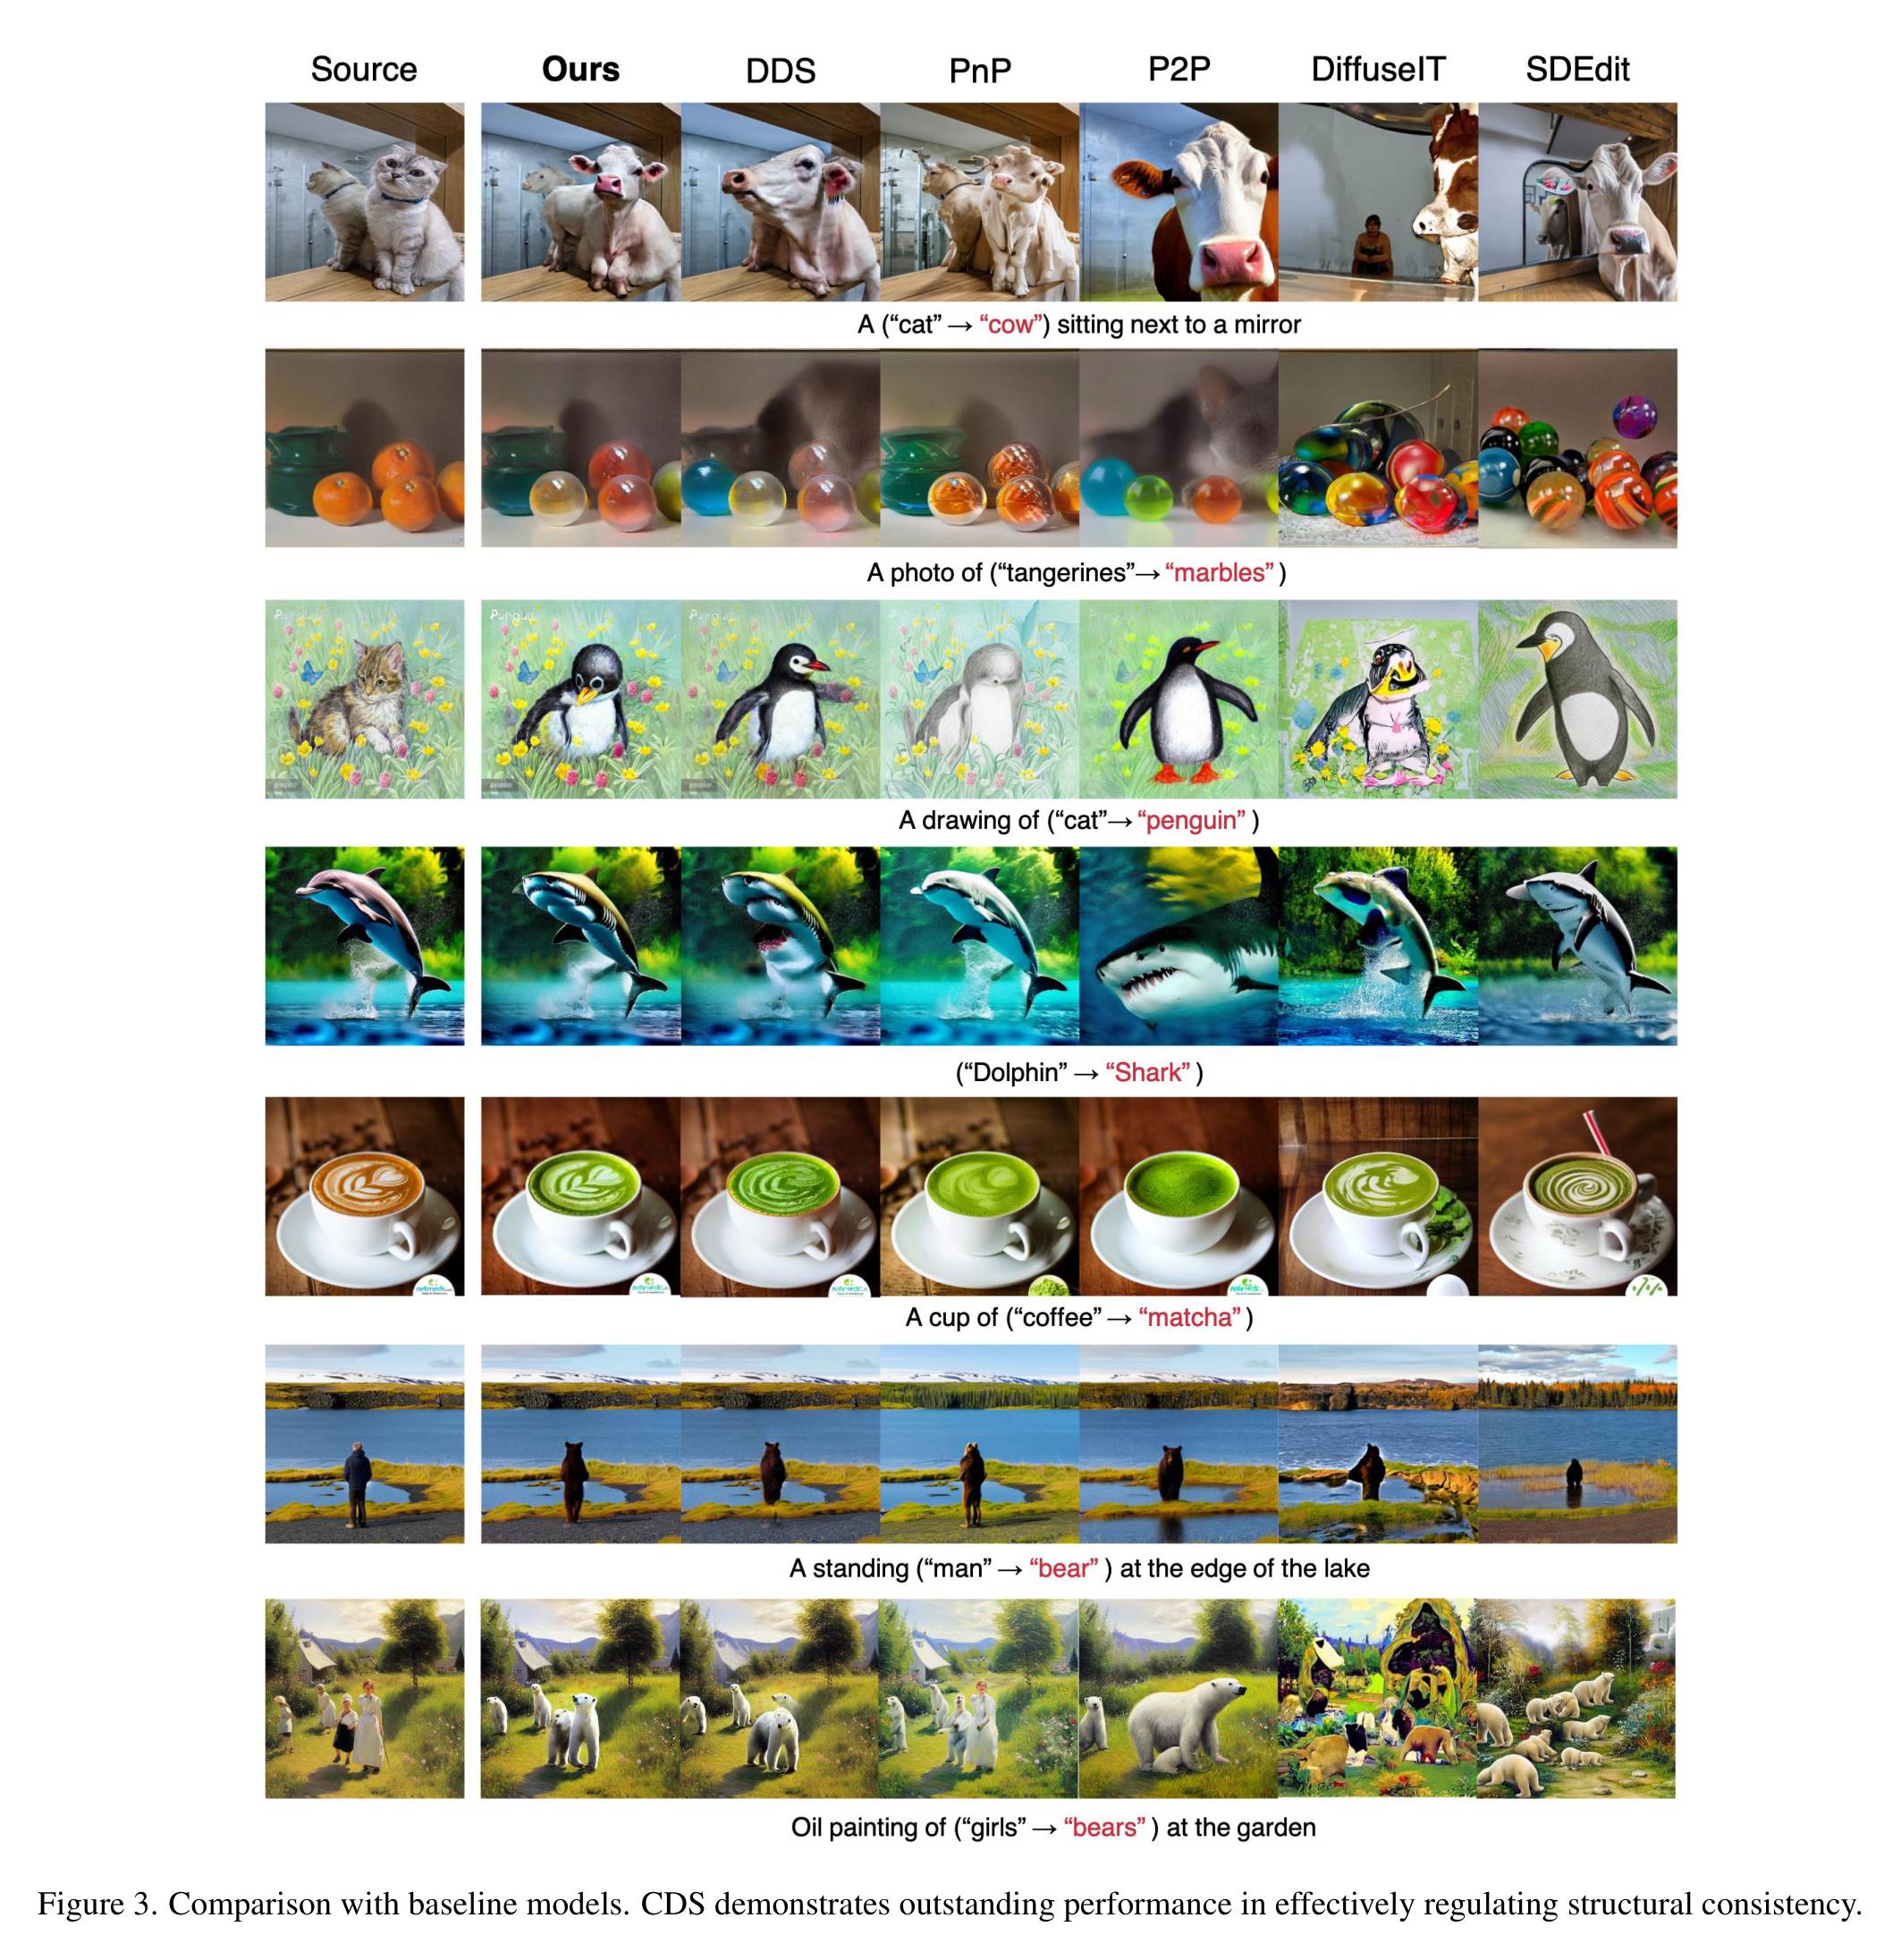 Source Ours DDS PnP P2P DiffuseIT SDEdit
A (“cat” → “cow”) sitting next to a mirror
A photo of (“tangerines”→ “marbles” )
A drawing of (“cat”→ “penguin” )
(“Dolphin” → “Shark” )
netmeds
A cup of (“coffee” → “matcha” )
A standing (“man” → “bear” ) at the edge of the lake
Oil painting of (“girls” → “bears” ) at the garden
Figure 3. Comparison with baseline models. CDS demonstrates outstanding performance in effectively regulating structural consistency.